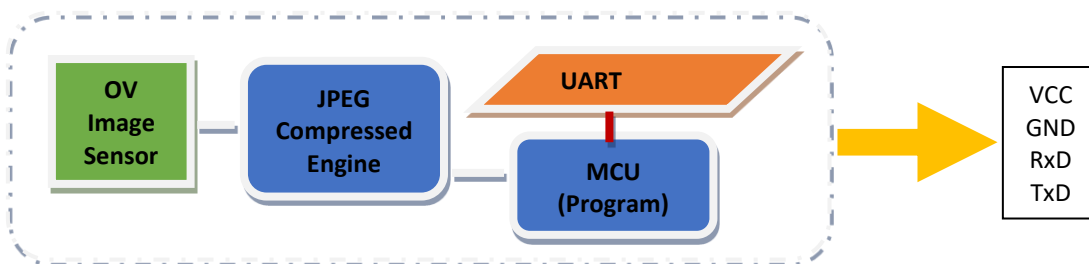 OV
Image
Sensor
JPEG
Compressed
Engine
UART
MCU
(Program)
VCC
GND
RxD
TxD